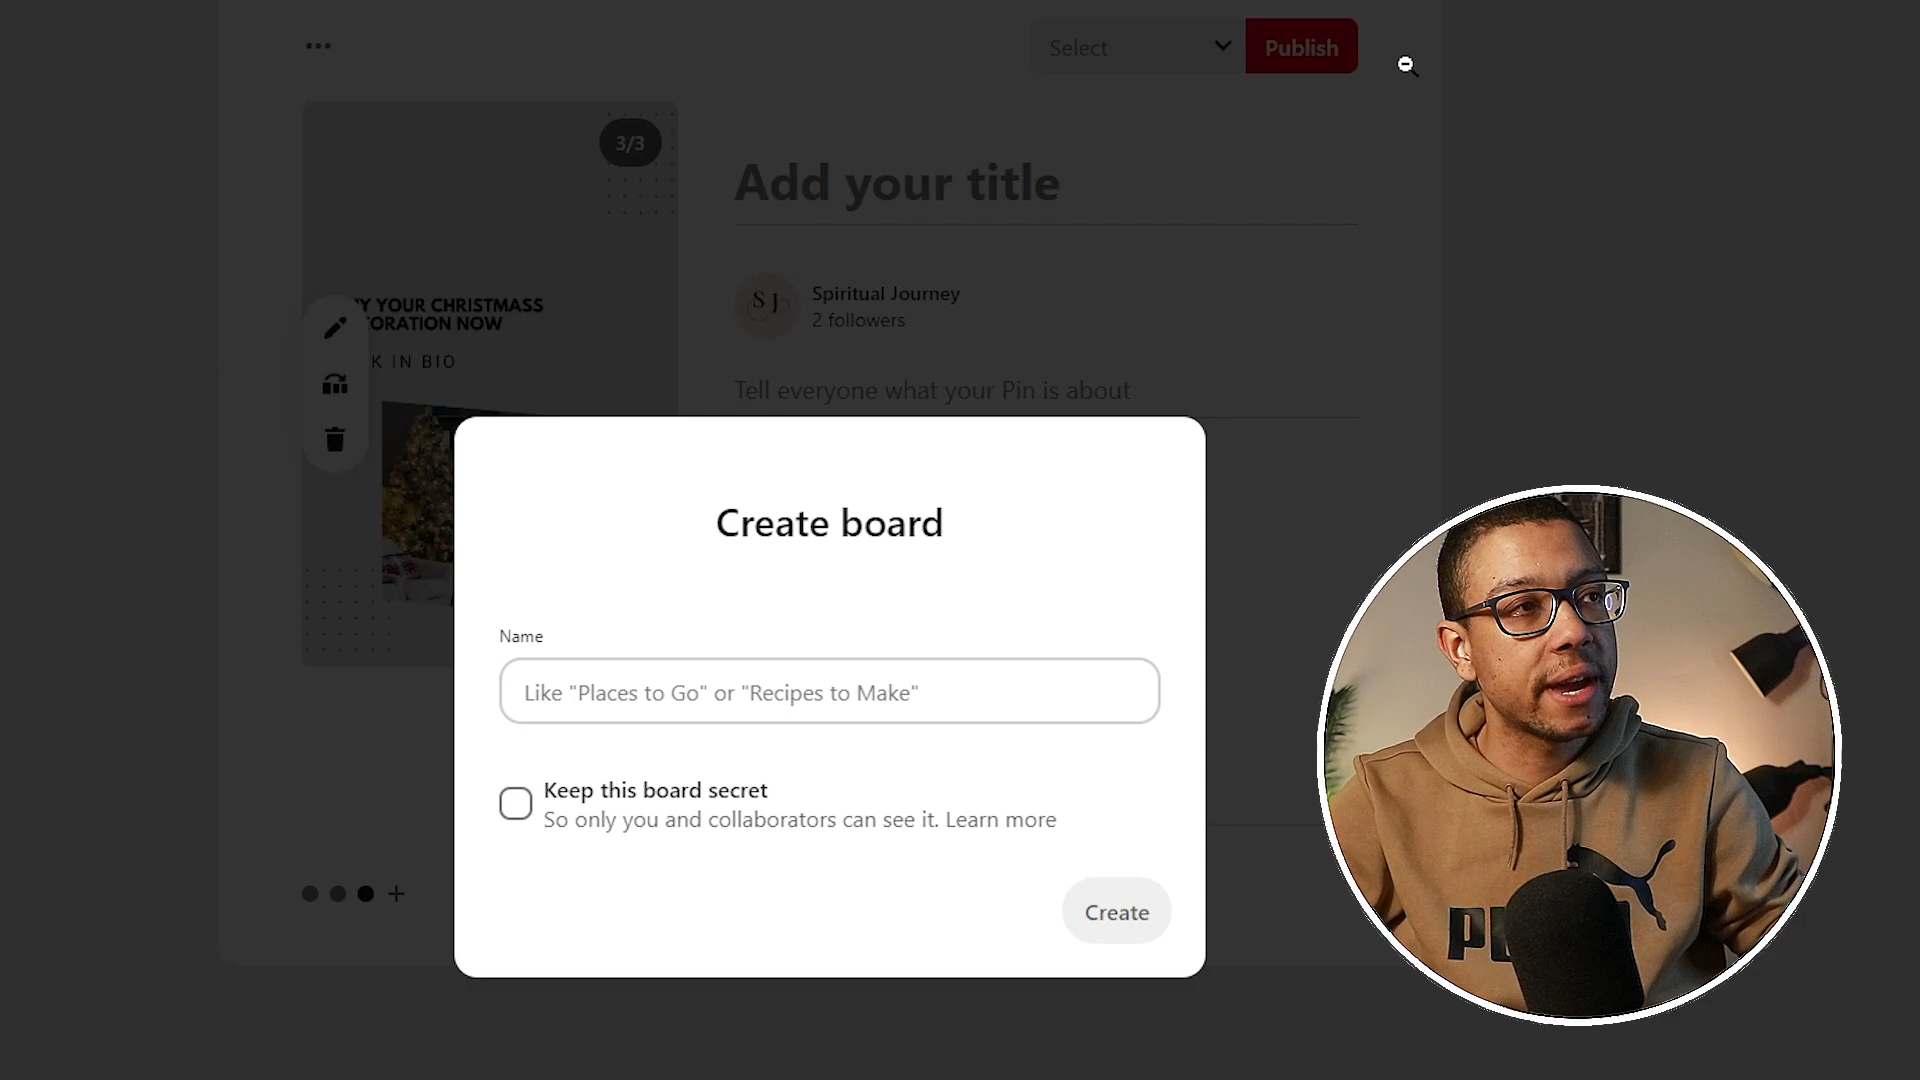 Select
Publish
3/3
Add your title
Spiritual Journey
2 followers
Y YOUR CHRISTMASS
ORATION NOW
K IN BIO
Tell everyone what your Pin is about
Create board
Name
Like "Places to Go" or "Recipes to Make"
Keep this board secret
So only you and collaborators can see it. Learn more
Create